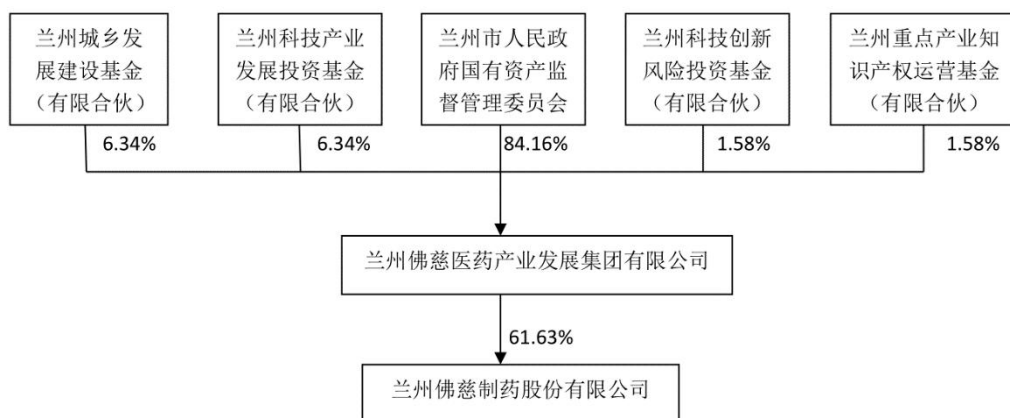 兰州城乡发
展建设基金
（有限合伙）
兰州科技产业
发展投资基金
（有限合伙）
兰州市人民政
府国有资产监
督管理委员会
兰州科技创新
风险投资基金
（有限合伙）
兰州重点产业知
识产权运营基金
（有限合伙）
6.34%
6.34%
84.16%
1.58%
1.58%
兰州佛慈医药产业发展集团有限公司
61.63%
兰州佛慈制药股份有限公司